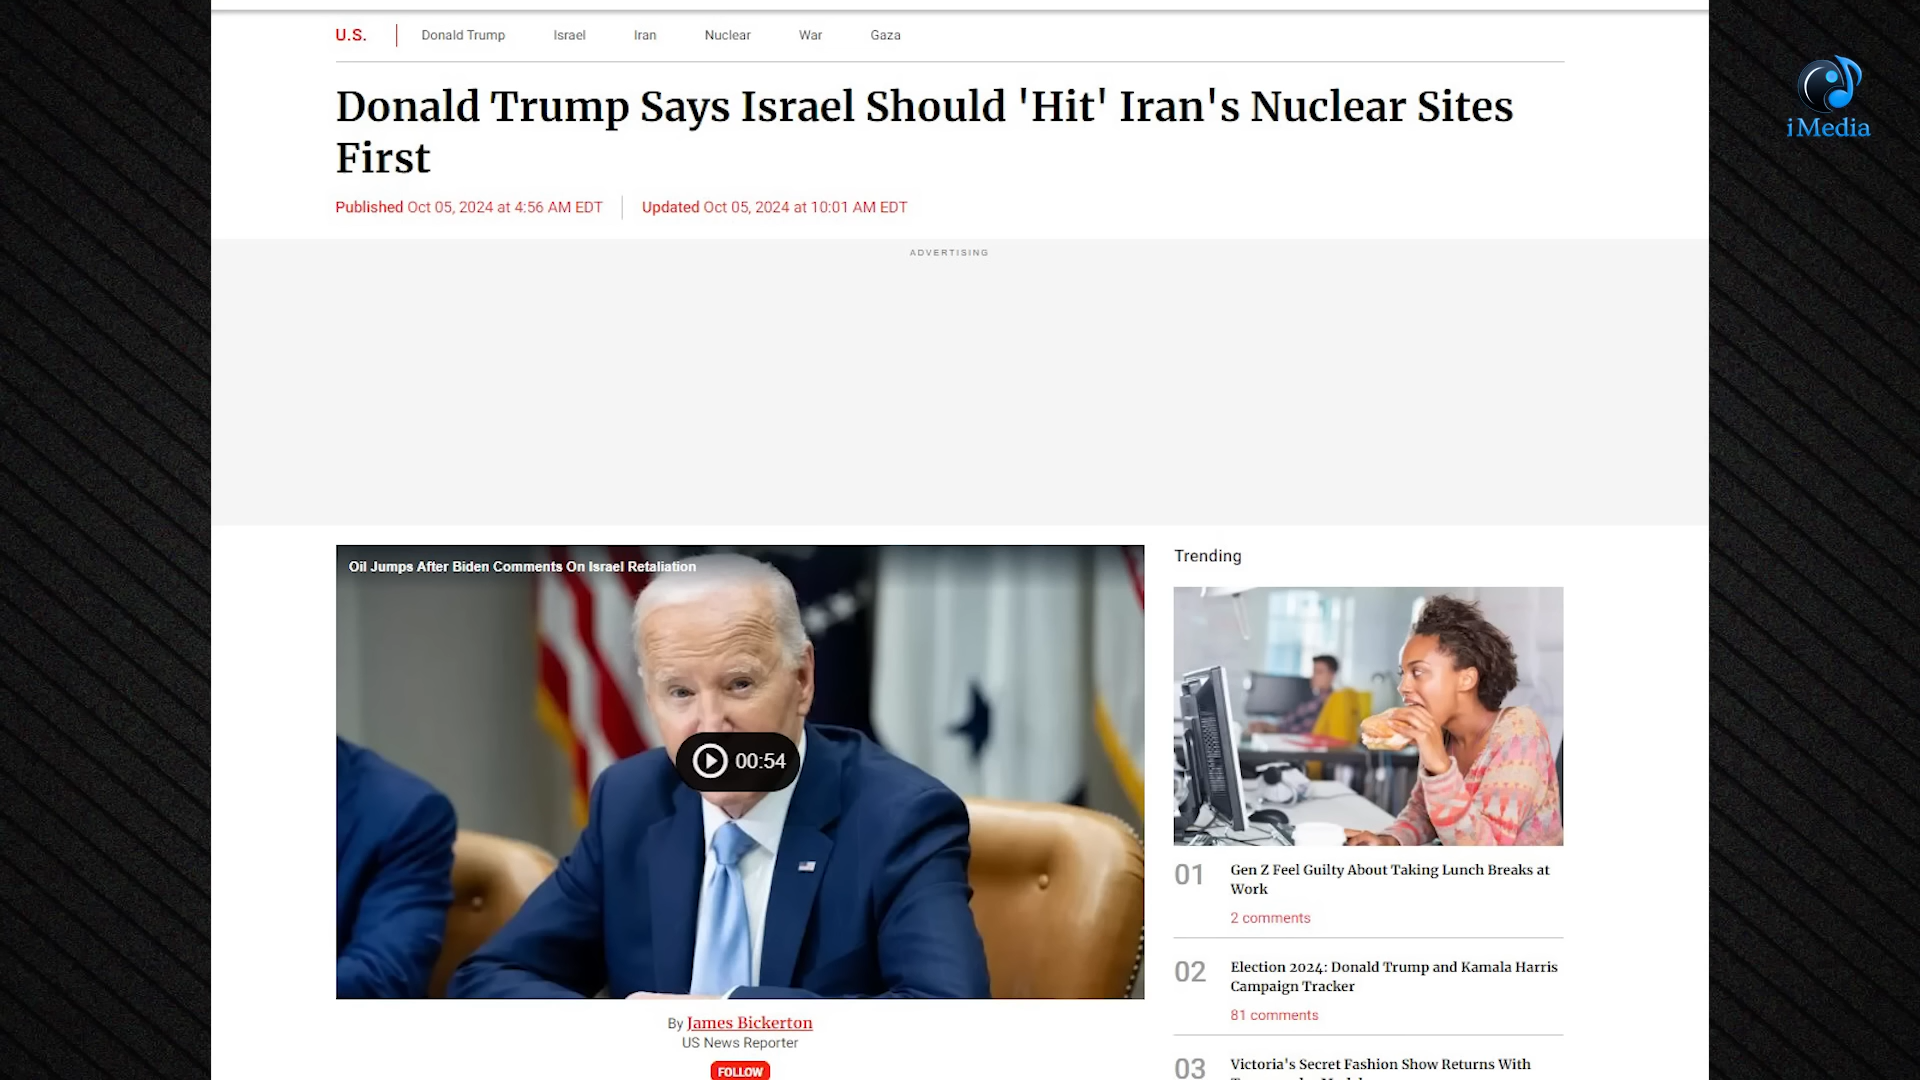 U.S.
Donald Trump
Israel
Iran
Nuclear
War
Gaza
iMedia
Donald Trump Says Israel Should 'Hit' Iran's Nuclear Sites
First
Published Oct 05, 2024 at 4:56 AM EDT
Updated Oct 05, 2024 at 10:01 AM EDT
ADVERTISING
Oil Jumps After Biden Comments On Israel Retaliation
00:54
By James Bickerton
US News Reporter
FOLLOW
Trending
01
Gen Z Feel Guilty About Taking Lunch Breaks at
Work
2 comments
02
Election 2024: Donald Trump and Kamala Harris
Campaign Tracker
81 comments
03
Victoria's Secret Fashion Show Returns With